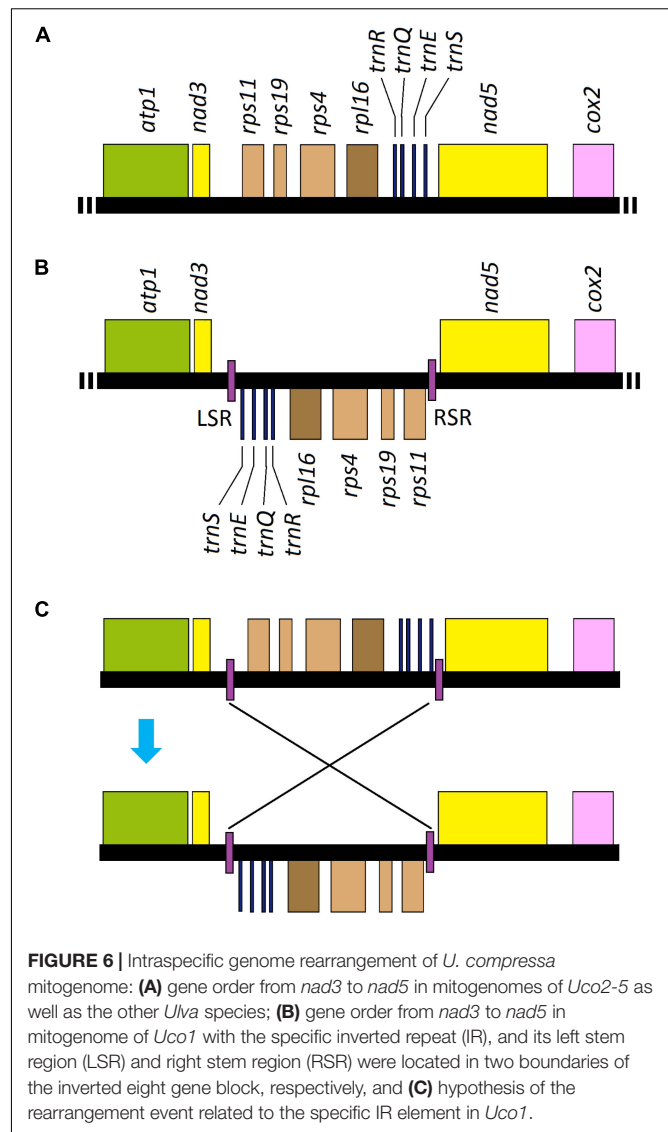 A
atp1 nad3 rps11 rps19 rps4 rpl16 trnR trnQ trnE trnS nad5 cox2
B
atp1 nad3 nad5 cox2
LSR RSR
trnS trnE trnQ trnR rpl16 rps4 rps19 rps11
C
FIGURE 6 | Intraspecific genome rearrangement of U. compressa
mitogenome: (A) gene order from nad3 to nad5 in mitogenomes of Uco2-5 as
well as the other Ulva species; (B) gene order from nad3 to nad5 in
mitogenome of Uco1 with the specific inverted repeat (IR), and its left stem
region (LSR) and right stem region (RSR) were located in two boundaries of
the inverted eight gene block, respectively, and (C) hypothesis of the
rearrangement event related to the specific IR element in Uco1.